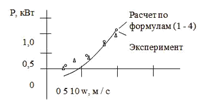 P, кВт
Расчет по
формулам (1 - 4)
1,0
Эксперимент
0,5
0
0 5 10 w, м / с